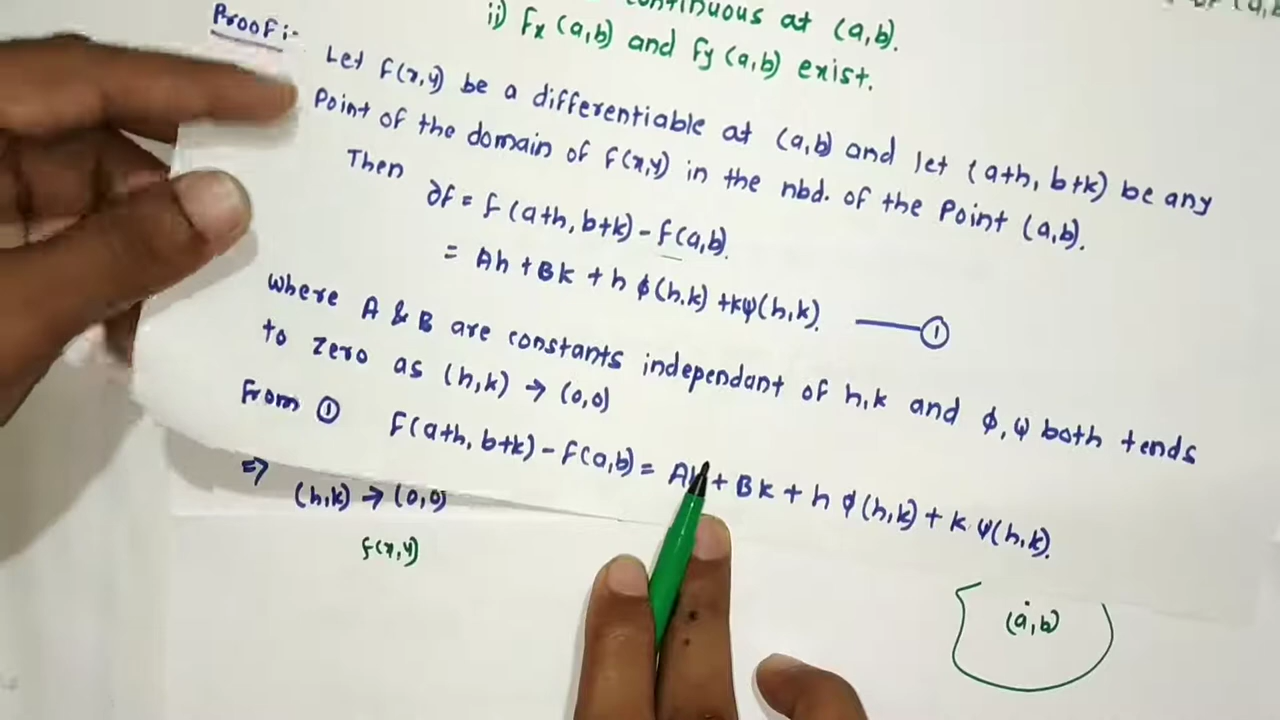 continuous at (a,b).
ii) fx (a,b) and fy (a,b) exist.
Proof:-
Let f(x,y) be a differentiable at (a,b) and let (a+h, b+k) be any
Point of the domain of f(x,y) in the nbd. of the Point (a,b).
Then
∂f = f (a+h, b+k) - f(a,b).
= Ah + Bk + h ϕ(h,k) + kψ(h,k). ——— ①
where A & B are constants independant of h,k and ϕ,ψ both tends
to zero as (h,k) → (0,0)
From ① f(a+h, b+k) - f(a,b) = Ah + Bk + h ϕ(h,k) + k ψ(h,k).
⇒ (h,k) → (0,0)
f(x,y)
(a,b)